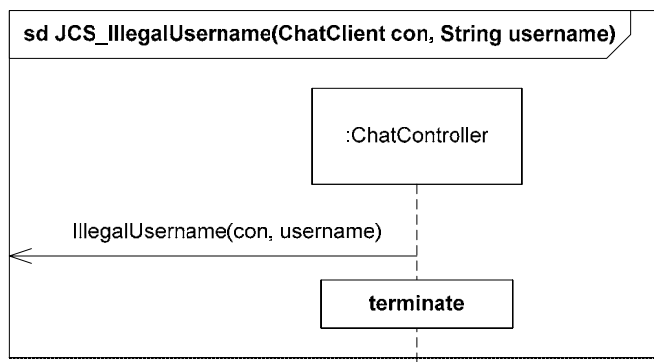 sd JCS_IllegalUsername(ChatClient con, String username)
:ChatController
IllegalUsername(con, username)
terminate